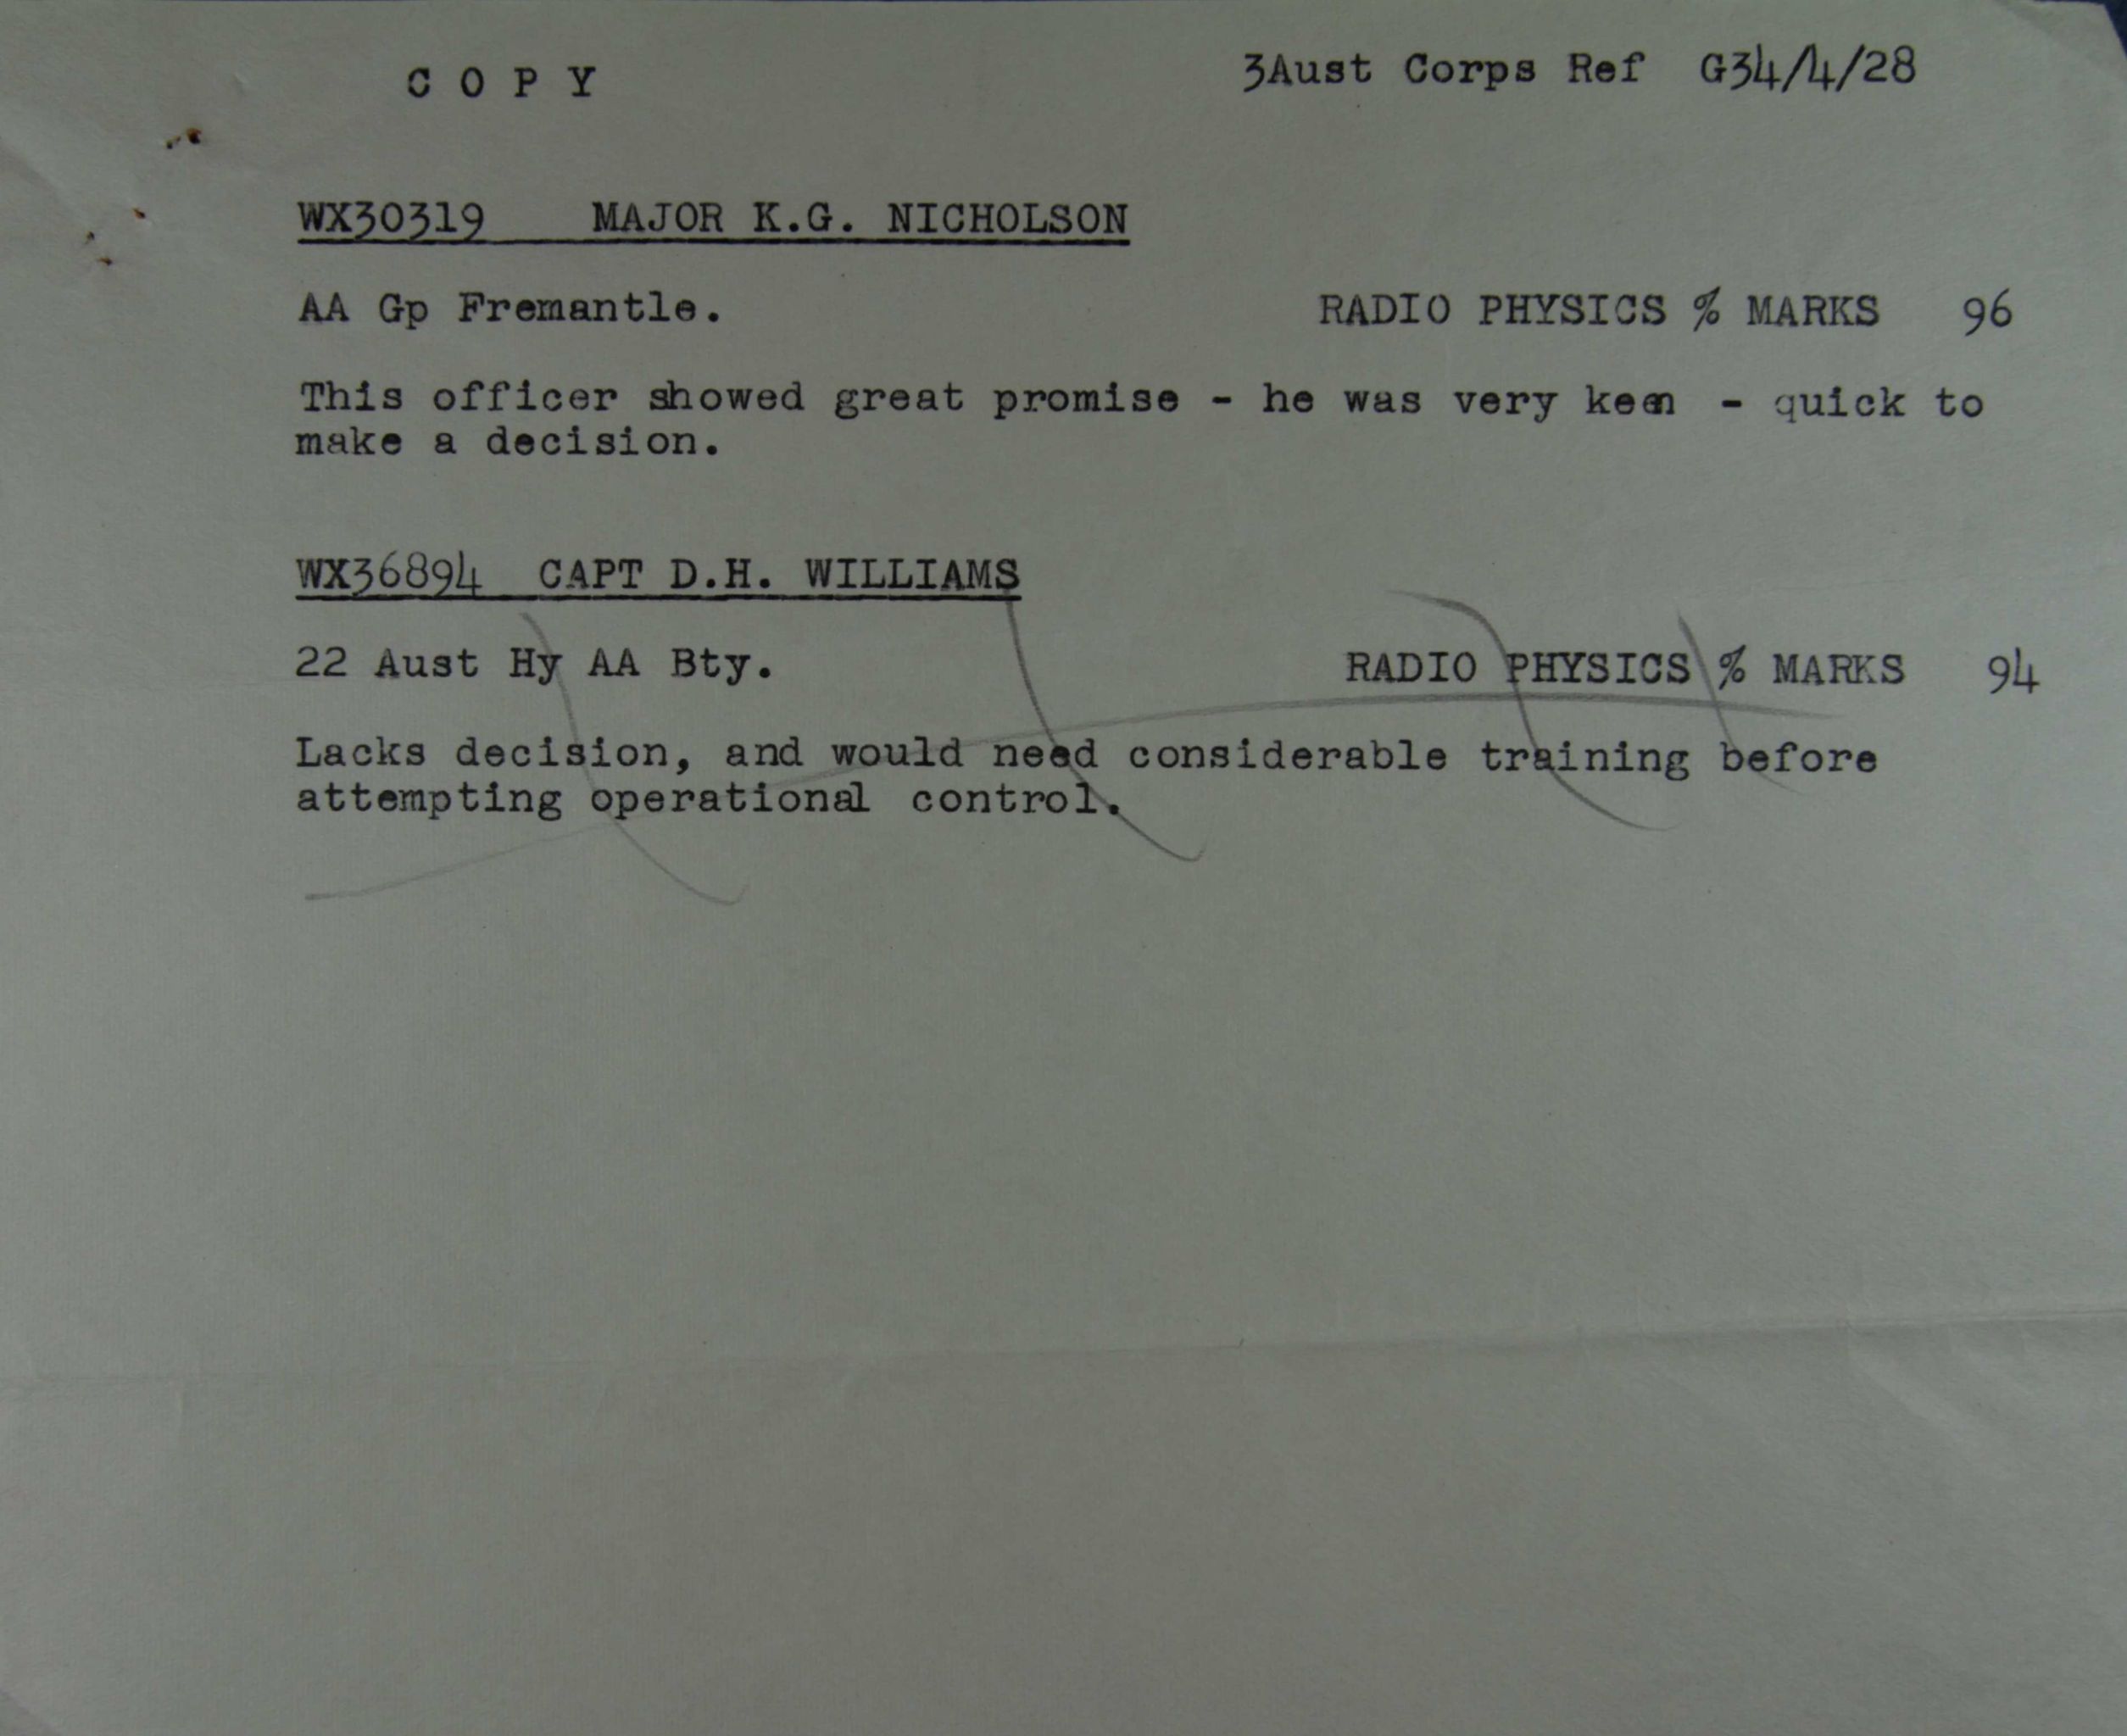 C O P Y
3Aust Corps Ref G34/4/28
WX30319 MAJOR K.G. NICHOLSON
AA Gp Fremantle. RADIO PHYSICS % MARKS 96
This officer showed great promise - he was very keen - quick to
make a decision.
WX36894 CAPT D.H. WILLIAMS
22 Aust Hy AA Bty. RADIO PHYSICS % MARKS 94
Lacks decision, and would need considerable training before
attempting operational control.